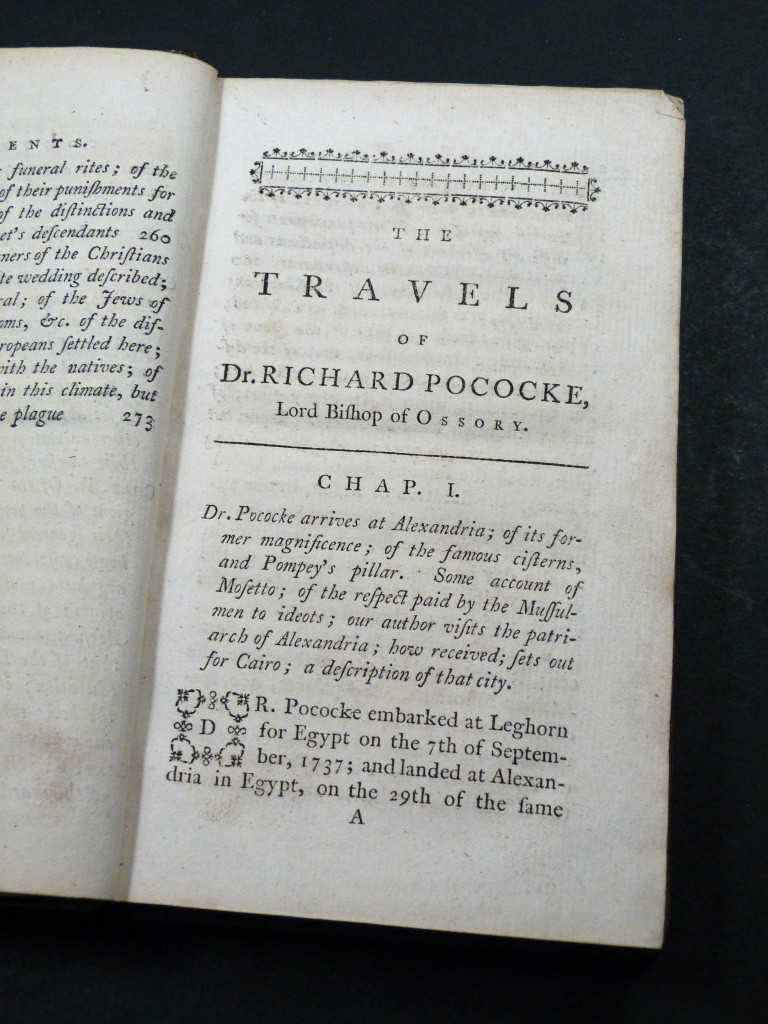 ENTS.
funeral rites; of the
of their puniſhments for
of the diſtinctions and
et's deſcendants 260
ners of the Chriſtians
te wedding deſcribed;
ral; of the Jews of
oms, &c. of the diſ-
ropeans ſettled here;
with the natives; of
in this climate, but
e plague 273
THE
TRAVELS
OF
Dr. RICHARD POCOCKE,
Lord Biſhop of OSSORY.
CHAP. I.
Dr. Pococke arrives at Alexandria; of its for-
mer magnificence; of the famous ciſterns,
and Pompey's pillar. Some account of
Moſetto; of the reſpect paid by the Muſſul-
men to ideots; our author viſits the patri-
arch of Alexandria; how received; ſets out
for Cairo; a deſcription of that city.
DR. Pococke embarked at Leghorn
for Egypt on the 7th of Septem-
ber, 1737; and landed at Alexan-
dria in Egypt, on the 29th of the ſame
A